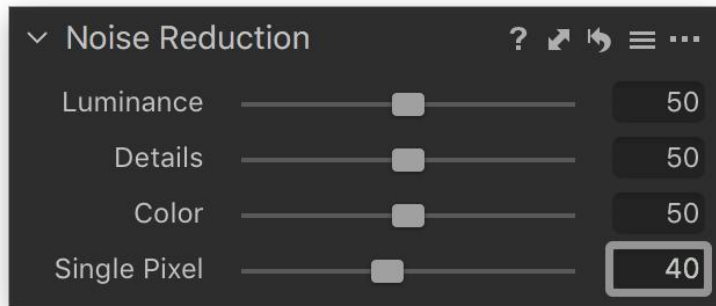 Noise Reduction ? ...
Luminance 50
Details 50
Color 50
Single Pixel 40